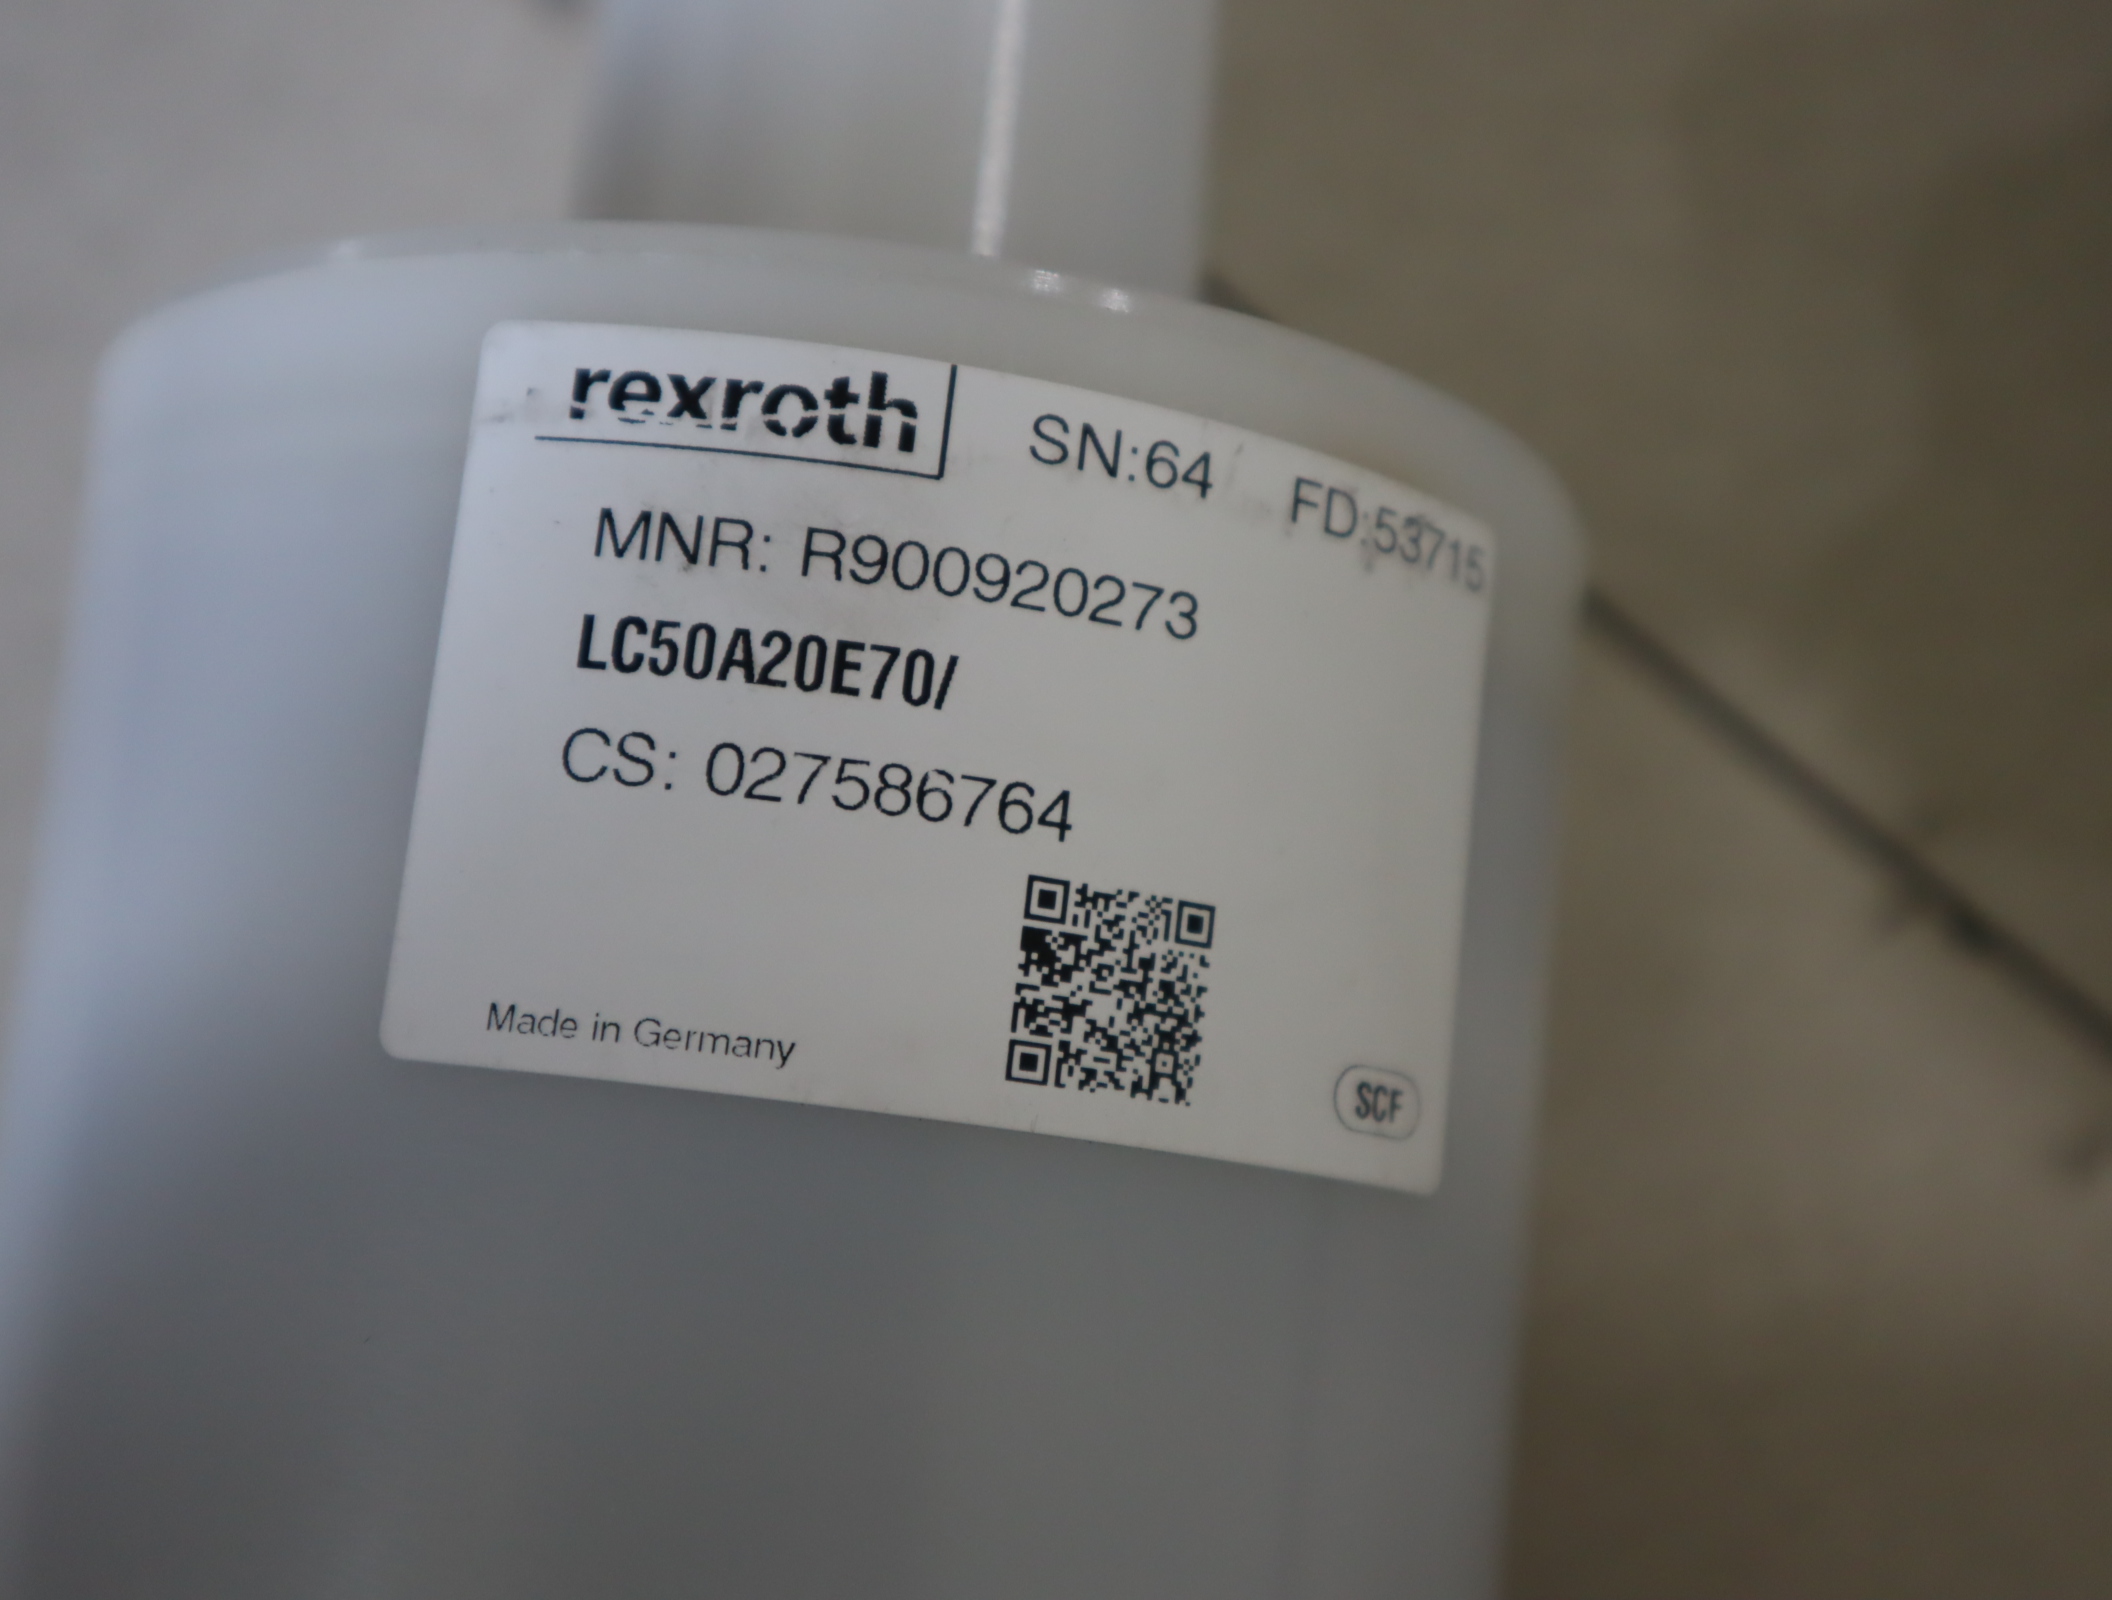 rexroth SN:64 FD:53715
MNR: R900920273
LC50A20E70/
CS: 027586764
Made in Germany
SCF